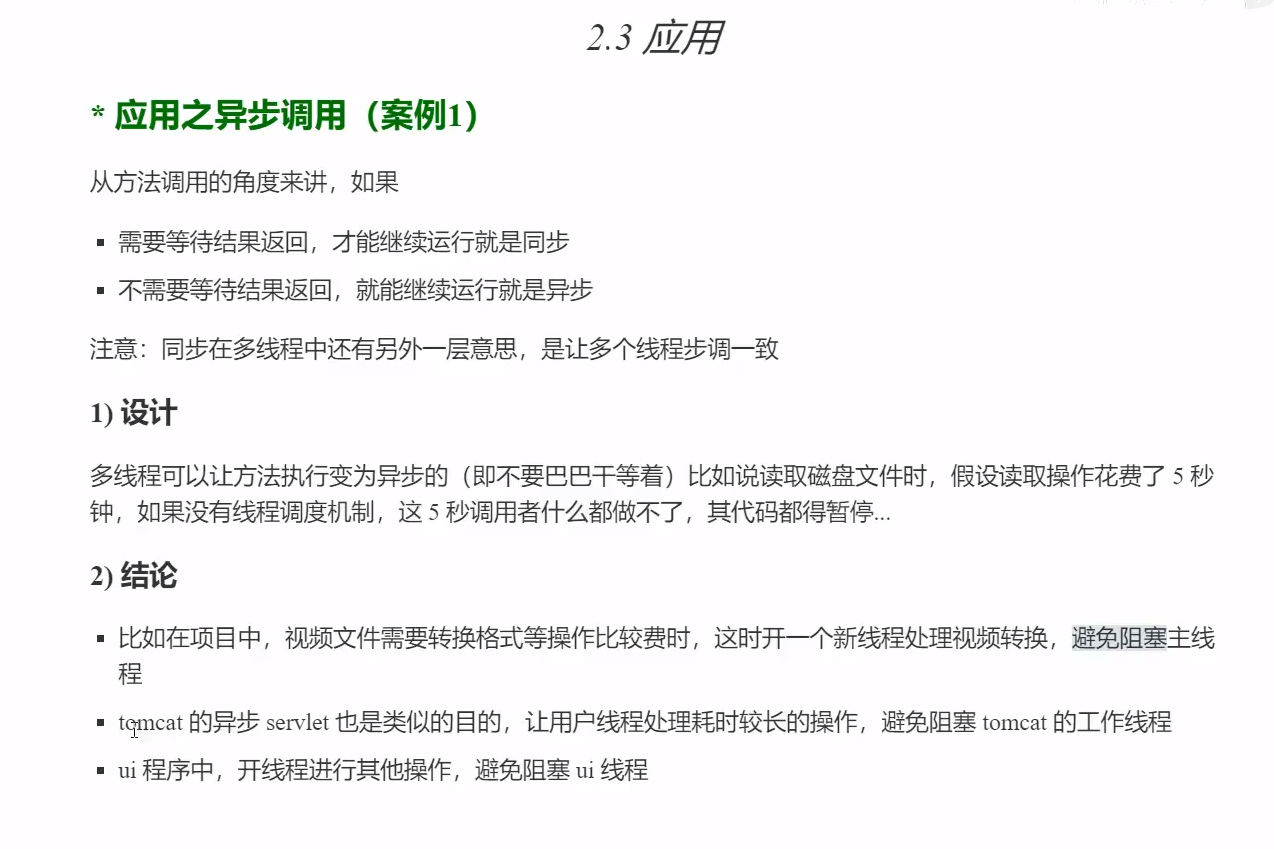 2.3 应用
* 应用之异步调用（案例1）
从方法调用的角度来讲，如果
▪ 需要等待结果返回，才能继续运行就是同步
▪ 不需要等待结果返回，就能继续运行就是异步
注意：同步在多线程中还有另外一层意思，是让多个线程步调一致
1) 设计
多线程可以让方法执行变为异步的（即不要巴巴干等着）比如说读取磁盘文件时，假设读取操作花费了 5 秒
钟，如果没有线程调度机制，这 5 秒调用者什么都做不了，其代码都得暂停...
2) 结论
▪ 比如在项目中，视频文件需要转换格式等操作比较费时，这时开一个新线程处理视频转换，避免阻塞主线
程
▪ tomcat 的异步 servlet 也是类似的目的，让用户线程处理耗时较长的操作，避免阻塞 tomcat 的工作线程
▪ ui 程序中，开线程进行其他操作，避免阻塞 ui 线程